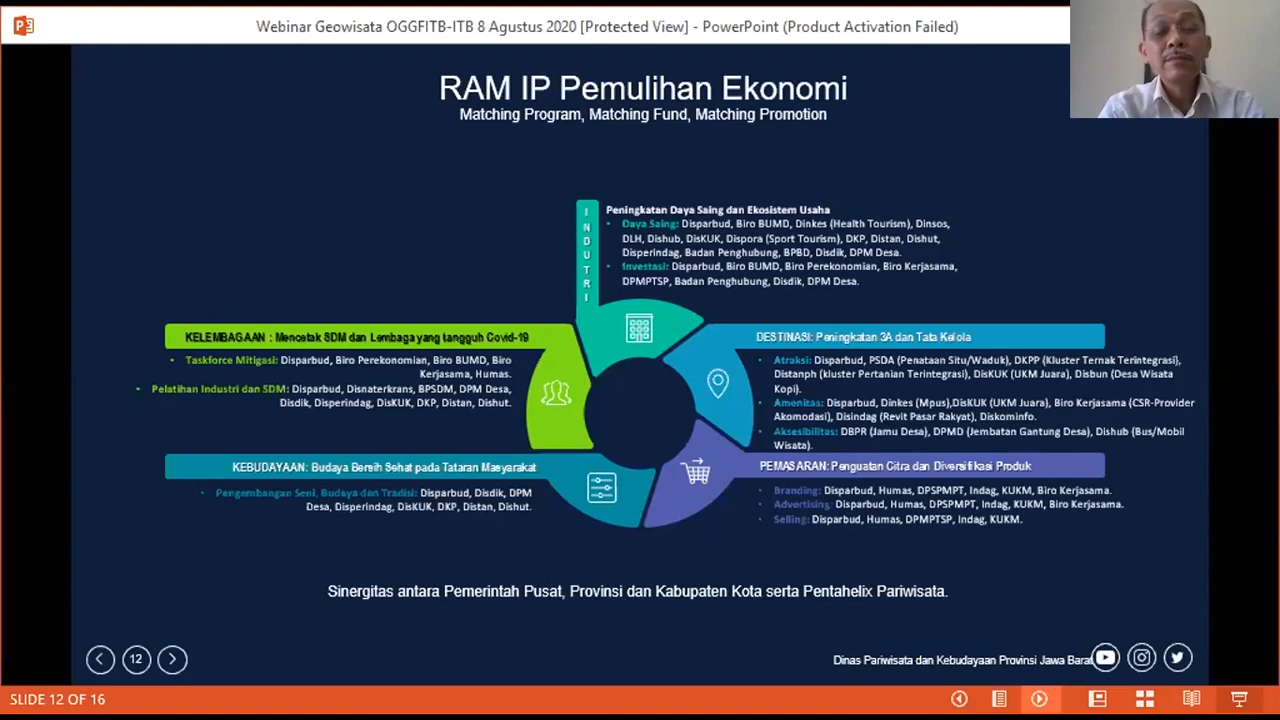 Webinar Geowisata OGGFITB-ITB 8 Agustus 2020 [Protected View] - PowerPoint (Product Activation Failed)
RAM IP Pemulihan Ekonomi
Matching Program, Matching Fund, Matching Promotion
INDUTRI
Peningkatan Daya Saing dan Ekosistem Usaha
• Daya Saing: Disparbud, Biro BUMD, Dinkes (Health Tourism), Dinsos,
DLH, Dishub, DisKUK, Dispora (Sport Tourism), DKP, Distan, Dishut,
Disperindag, Badan Penghubung, BPBD, Disdik, DPM Desa.
• Investasi: Disparbud, Biro BUMD, Biro Perekonomian, Biro Kerjasama,
DPMPTSP, Badan Penghubung, Disdik, DPM Desa.
KELEMBAGAAN : Mencetak SDM dan Lembaga yang tangguh Covid-19
• Taskforce Mitigasi: Disparbud, Biro Perekonomian, Biro BUMD, Biro
Kerjasama, Humas.
• Pelatihan Industri dan SDM: Disparbud, Disnaterkrans, BPSDM, DPM Desa,
Disdik, Disperindag, DisKUK, DKP, Distan, Dishut.
DESTINASI: Peningkatan 3A dan Tata Kelola
• Atraksi: Disparbud, PSDA (Penataan Situ/Waduk), DKPP (Kluster Ternak Terintegrasi),
Distanph (kluster Pertanian Terintegrasi), DisKUK (UKM Juara), Disbun (Desa Wisata
Kopi).
• Amenitas: Disparbud, Dinkes (Mpus),DisKUK (UKM Juara), Biro Kerjasama (CSR-Provider
Akomodasi), Disindag (Revit Pasar Rakyat), Diskominfo.
• Aksesibilitas: DBPR (Jamu Desa), DPMD (Jembatan Gantung Desa), Dishub (Bus/Mobil
Wisata).
KEBUDAYAAN: Budaya Bersih Sehat pada Tataran Masyarakat
• Pengembangan Seni, Budaya dan Tradisi: Disparbud, Disdik, DPM
Desa, Disperindag, DisKUK, DKP, Distan, Dishut.
PEMASARAN: Penguatan Citra dan Diversifikasi Produk
• Branding: Disparbud, Humas, DPSPMPT, Indag, KUKM, Biro Kerjasama.
• Advertising: Disparbud, Humas, DPSPMPT, Indag, KUKM, Biro Kerjasama.
• Selling: Disparbud, Humas, DPMPTSP, Indag, KUKM.
Sinergitas antara Pemerintah Pusat, Provinsi dan Kabupaten Kota serta Pentahelix Pariwisata.
12
Dinas Pariwisata dan Kebudayaan Provinsi Jawa Barat
SLIDE 12 OF 16